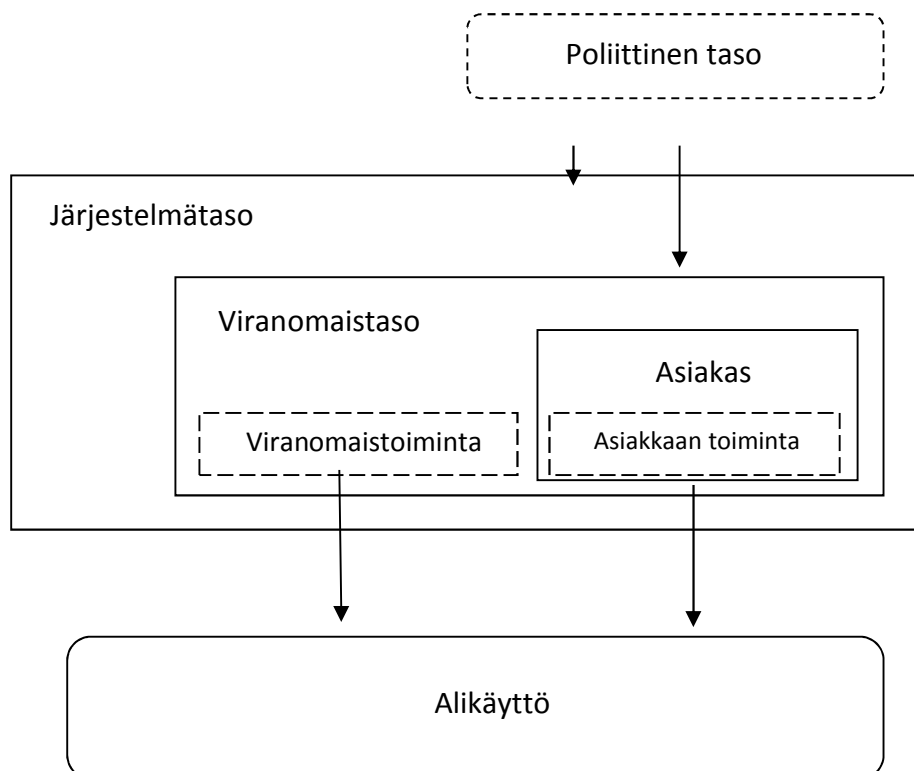 Poliittinen taso
Järjestelmätaso
Viranomaistaso
Asiakas
Viranomaistoiminta
Asiakkaan toiminta
Alikäyttö